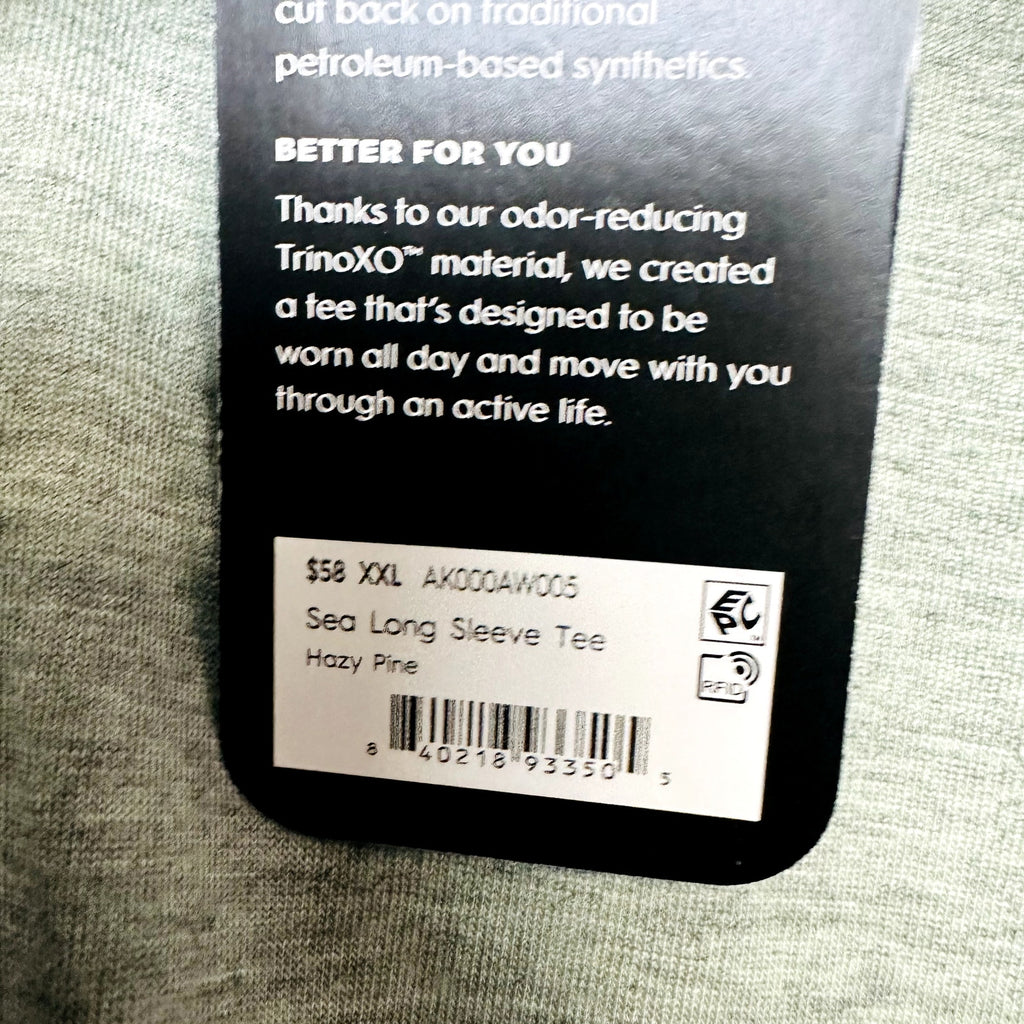 cut back on traditional
petroleum-based synthetics.
BETTER FOR YOU
Thanks to our odor-reducing
TrinoXO™ material, we created
a tee that's designed to be
worn all day and move with you
through an active life.
$58 XXL AK000AW005
Sea Long Sleeve Tee
Hazy Pine
EPC™
RFID
8 40218 93350 5